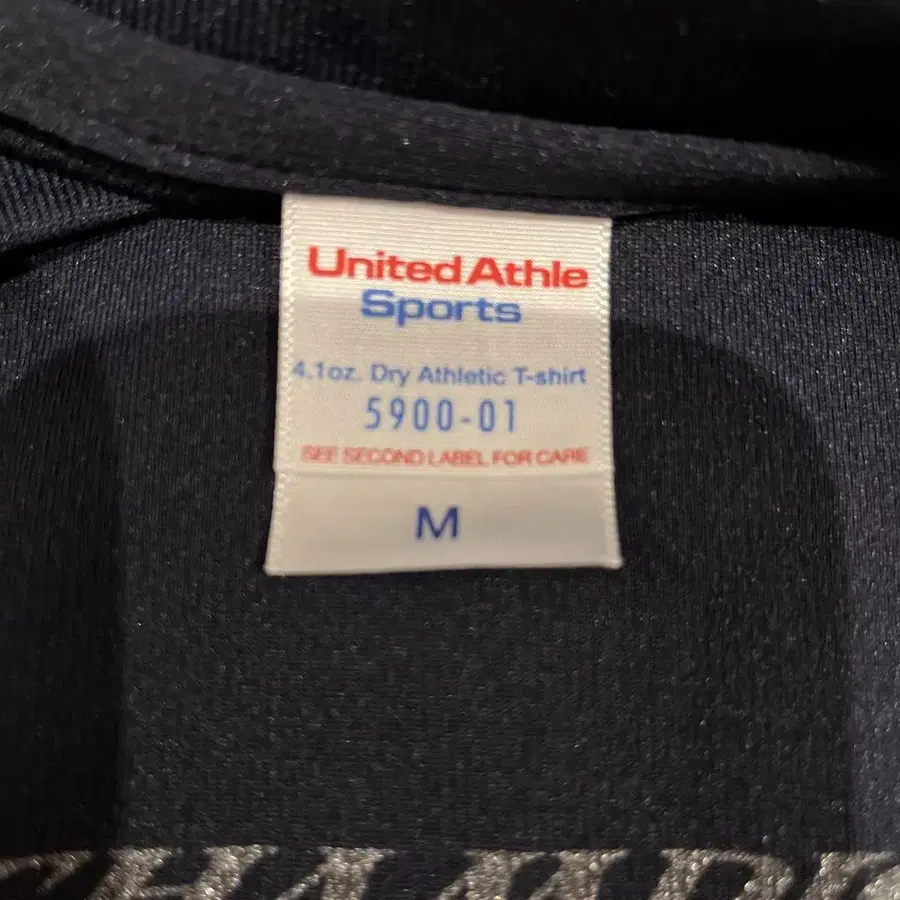 United Athle
Sports
4.1oz. Dry Athletic T-shirt
5900-01
SEE SECOND LABEL FOR CARE
M